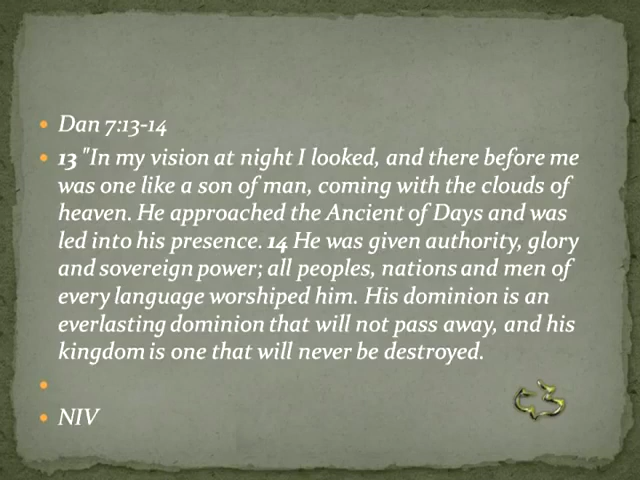 Dan 7:13-14
13 "In my vision at night I looked, and there before me
was one like a son of man, coming with the clouds of
heaven. He approached the Ancient of Days and was
led into his presence. 14 He was given authority, glory
and sovereign power; all peoples, nations and men of
every language worshiped him. His dominion is an
everlasting dominion that will not pass away, and his
kingdom is one that will never be destroyed.
NIV